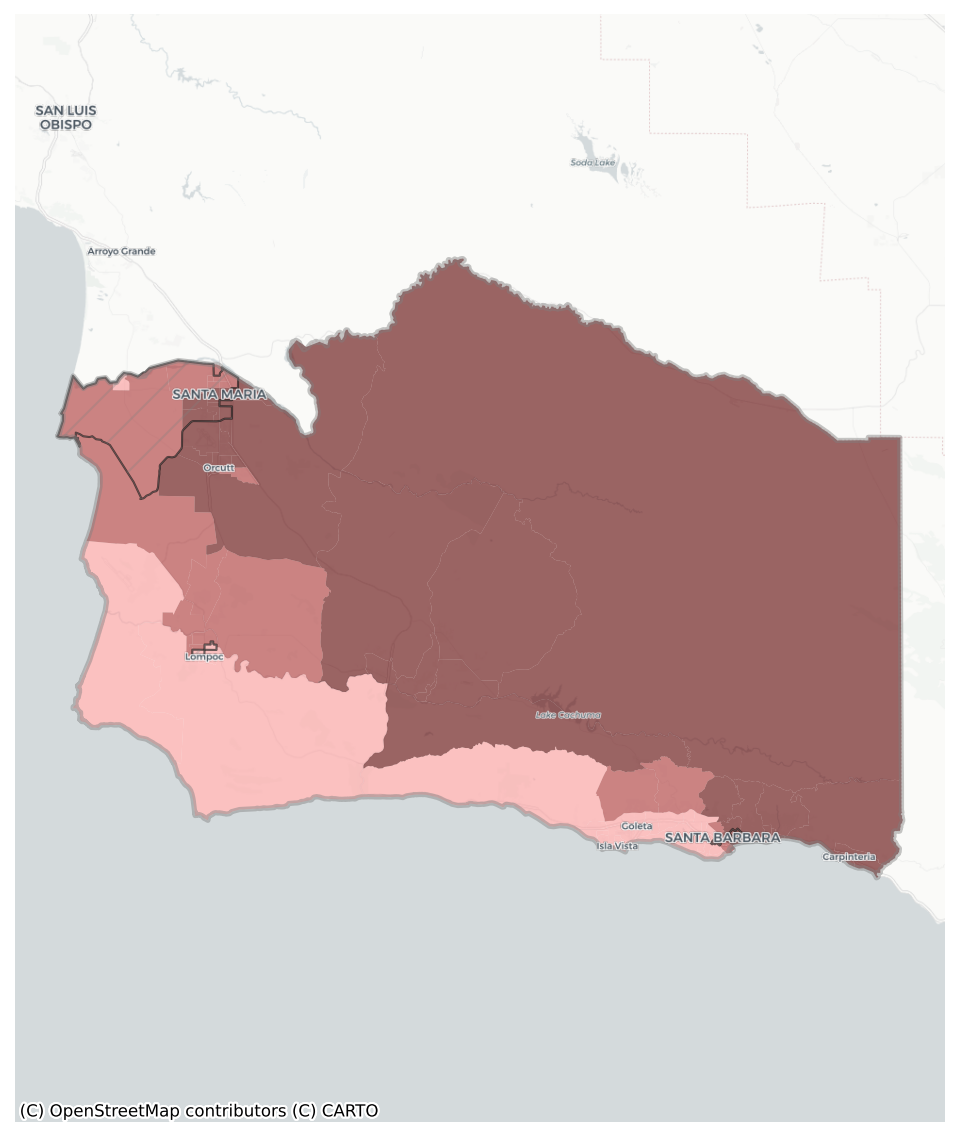 SAN LUIS
OBISPO
Soda Lake
Arroyo Grande
SANTA MARIA
Orcutt
Lompoc
Lake Cachuma
Goleta
SANTA BARBARA
Isla Vista
Carpinteria
(C) OpenStreetMap contributors (C) CARTO